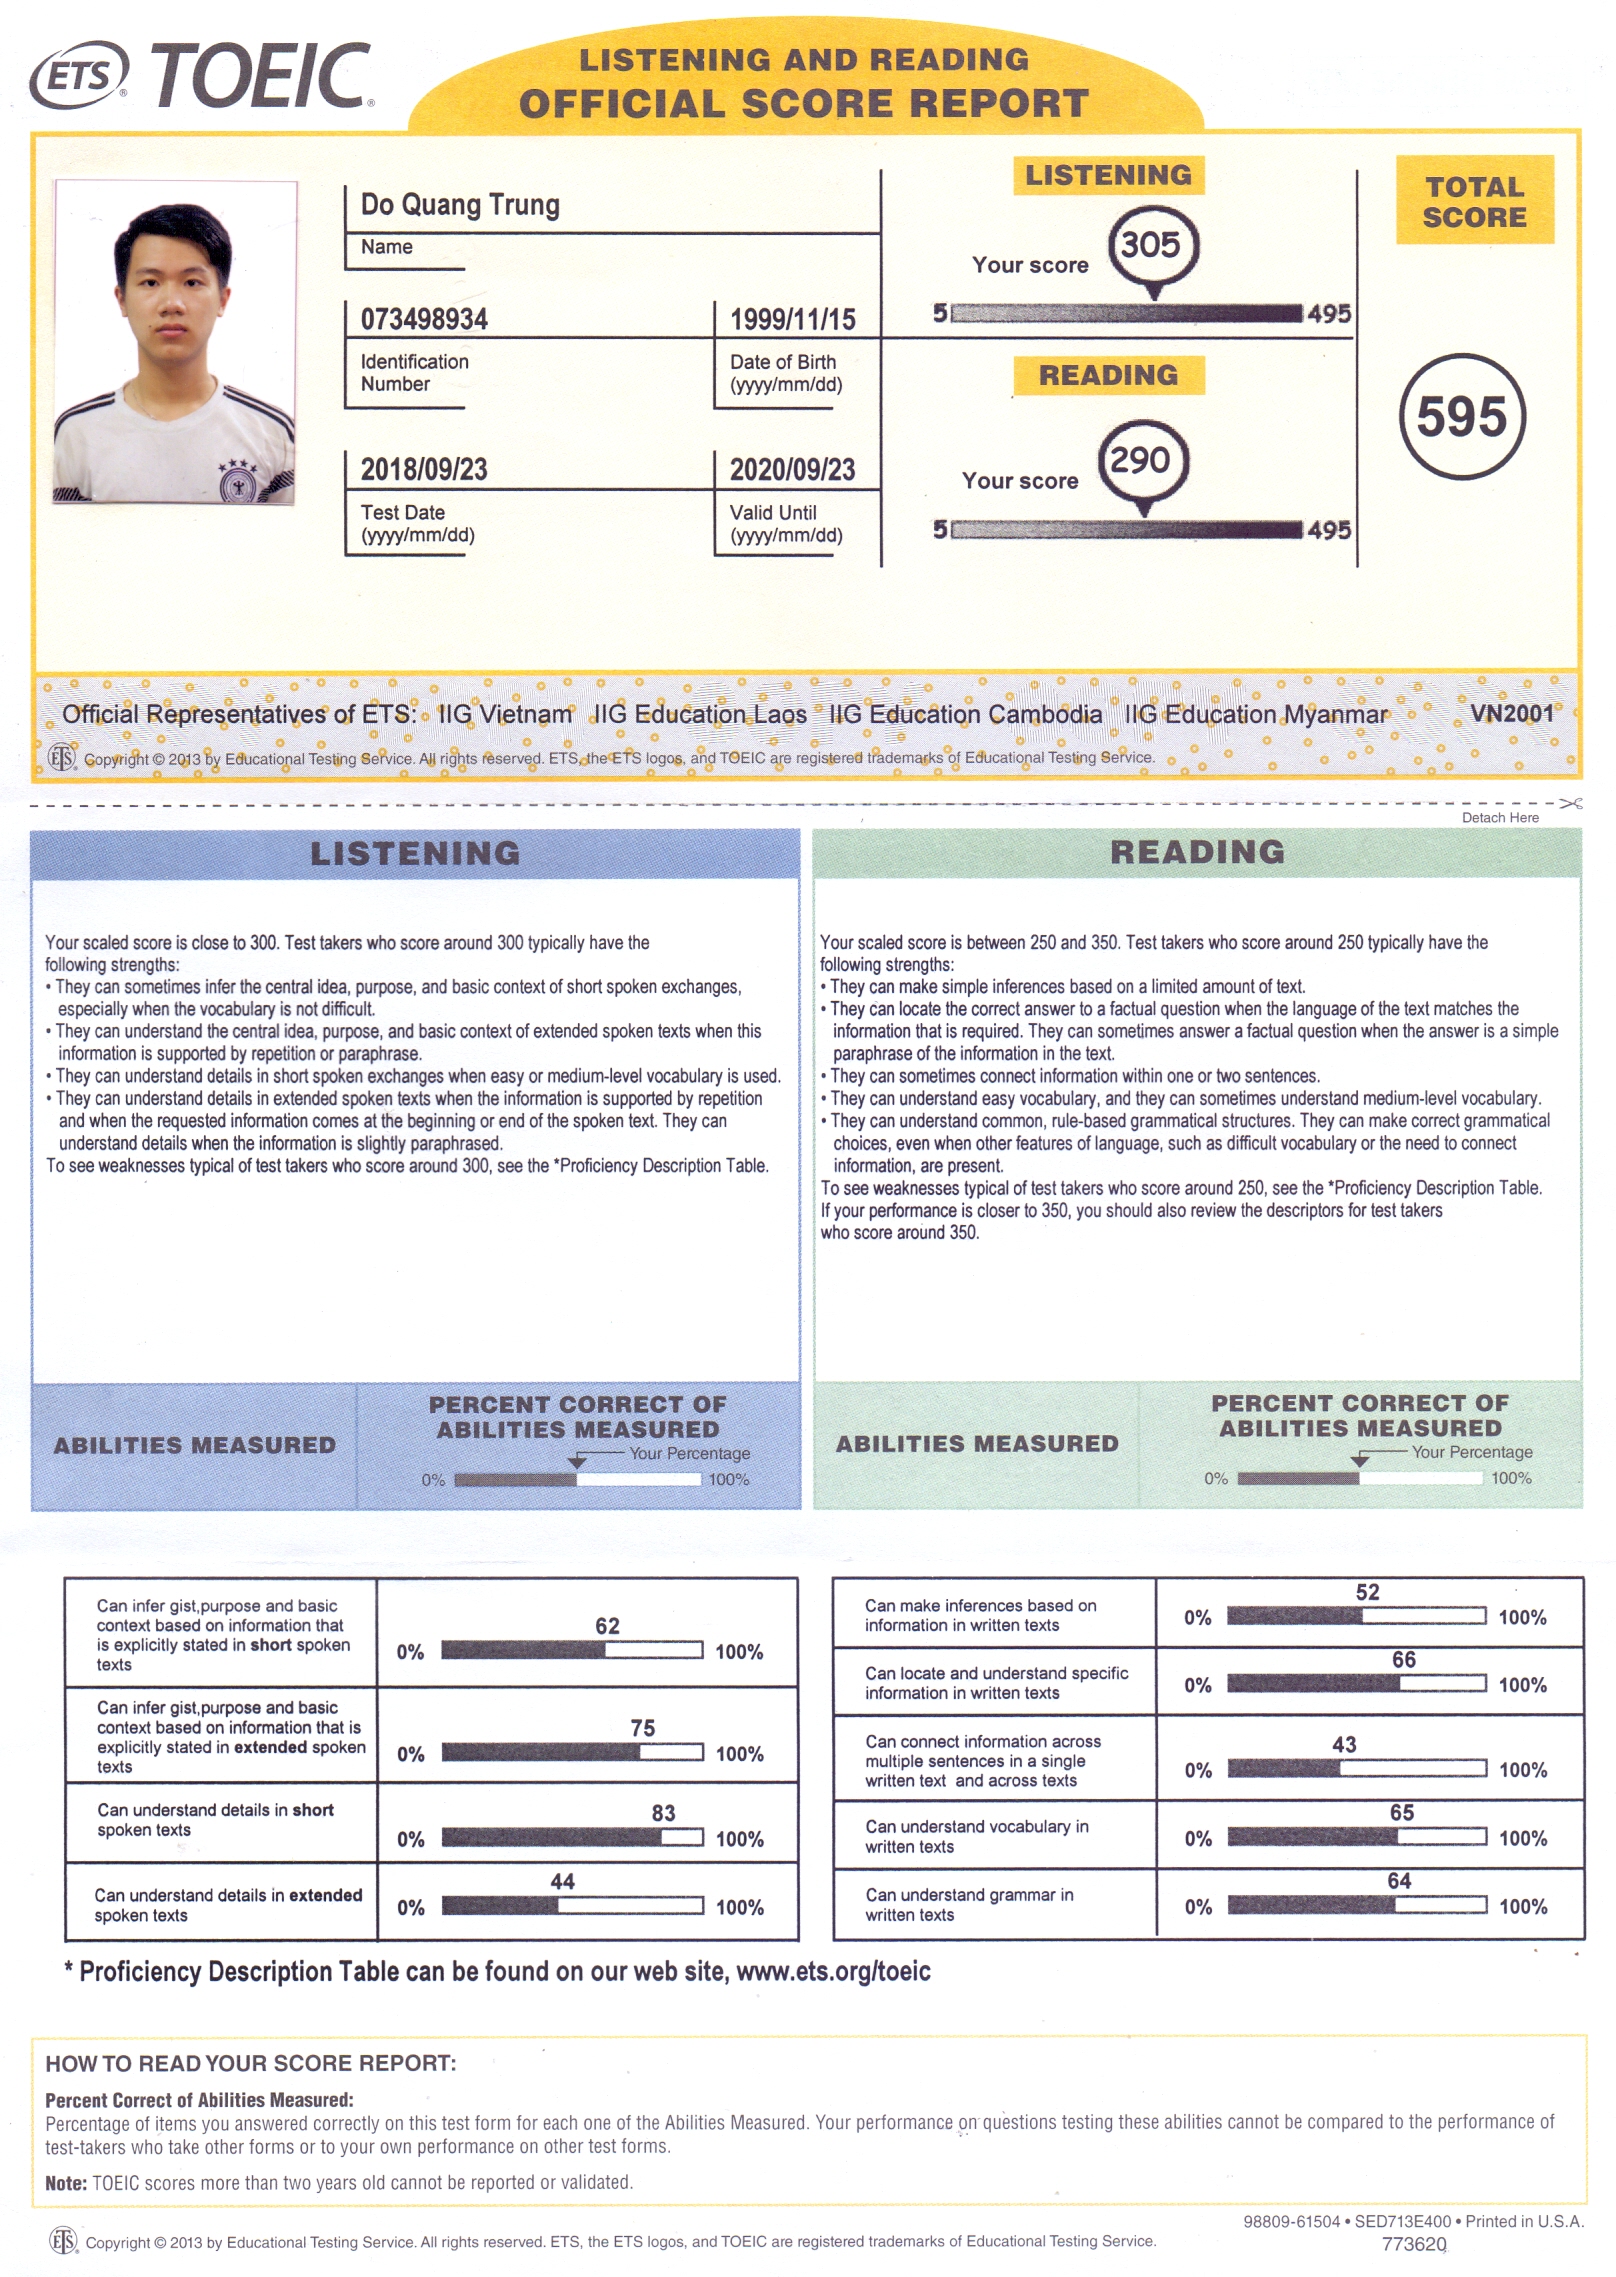 ETS® TOEIC®
LISTENING AND READING
OFFICIAL SCORE REPORT
Do Quang Trung
Name
073498934
Identification
Number
1999/11/15
Date of Birth
(yyyy/mm/dd)
2018/09/23
Test Date
(yyyy/mm/dd)
2020/09/23
Valid Until
(yyyy/mm/dd)
LISTENING
305
Your score
5 495
READING
290
Your score
5 495
TOTAL
SCORE
595
Official Representatives of ETS: IIG Vietnam IIG Education Laos IIG Education Cambodia IIG Education Myanmar VN2001
ETS® Copyright © 2013 by Educational Testing Service. All rights reserved. ETS, the ETS logos, and TOEIC are registered trademarks of Educational Testing Service.
Detach Here
LISTENING
Your scaled score is close to 300. Test takers who score around 300 typically have the
following strengths:
• They can sometimes infer the central idea, purpose, and basic context of short spoken exchanges,
especially when the vocabulary is not difficult.
• They can understand the central idea, purpose, and basic context of extended spoken texts when this
information is supported by repetition or paraphrase.
• They can understand details in short spoken exchanges when easy or medium-level vocabulary is used.
• They can understand details in extended spoken texts when the information is supported by repetition
and when the requested information comes at the beginning or end of the spoken text. They can
understand details when the information is slightly paraphrased.
To see weaknesses typical of test takers who score around 300, see the *Proficiency Description Table.
ABILITIES MEASURED
PERCENT CORRECT OF
ABILITIES MEASURED
Your Percentage
0% 100%
Can infer gist,purpose and basic
context based on information that
is explicitly stated in short spoken
texts
62
0% 100%
Can infer gist,purpose and basic
context based on information that is
explicitly stated in extended spoken
texts
75
0% 100%
Can understand details in short
spoken texts
83
0% 100%
Can understand details in extended
spoken texts
44
0% 100%
READING
Your scaled score is between 250 and 350. Test takers who score around 250 typically have the
following strengths:
• They can make simple inferences based on a limited amount of text.
• They can locate the correct answer to a factual question when the language of the text matches the
information that is required. They can sometimes answer a factual question when the answer is a simple
paraphrase of the information in the text.
• They can sometimes connect information within one or two sentences.
• They can understand easy vocabulary, and they can sometimes understand medium-level vocabulary.
• They can understand common, rule-based grammatical structures. They can make correct grammatical
choices, even when other features of language, such as difficult vocabulary or the need to connect
information, are present.
To see weaknesses typical of test takers who score around 250, see the *Proficiency Description Table.
If your performance is closer to 350, you should also review the descriptors for test takers
who score around 350.
ABILITIES MEASURED
PERCENT CORRECT OF
ABILITIES MEASURED
Your Percentage
0% 100%
Can make inferences based on
information in written texts
52
0% 100%
Can locate and understand specific
information in written texts
66
0% 100%
Can connect information across
multiple sentences in a single
written text and across texts
43
0% 100%
Can understand vocabulary in
written texts
65
0% 100%
Can understand grammar in
written texts
64
0% 100%
* Proficiency Description Table can be found on our web site, www.ets.org/toeic
HOW TO READ YOUR SCORE REPORT:
Percent Correct of Abilities Measured:
Percentage of items you answered correctly on this test form for each one of the Abilities Measured. Your performance on questions testing these abilities cannot be compared to the performance of
test-takers who take other forms or to your own performance on other test forms.
Note: TOEIC scores more than two years old cannot be reported or validated.
98809-61504 • SED713E400 • Printed in U.S.A.
ETS® Copyright © 2013 by Educational Testing Service. All rights reserved. ETS, the ETS logos, and TOEIC are registered trademarks of Educational Testing Service.
773620